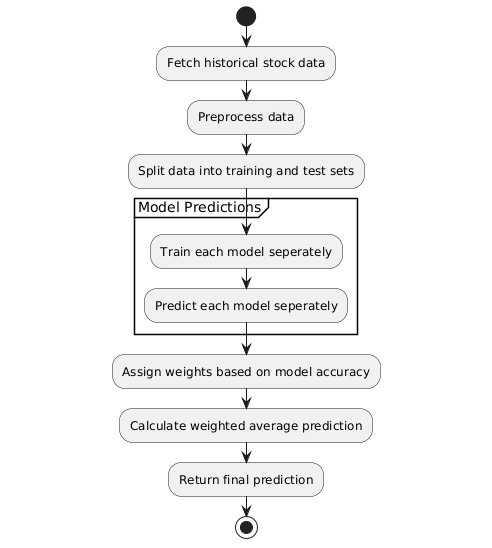 Fetch historical stock data
Preprocess data
Split data into training and test sets
Model Predictions
Train each model seperately
Predict each model seperately
Assign weights based on model accuracy
Calculate weighted average prediction
Return final prediction